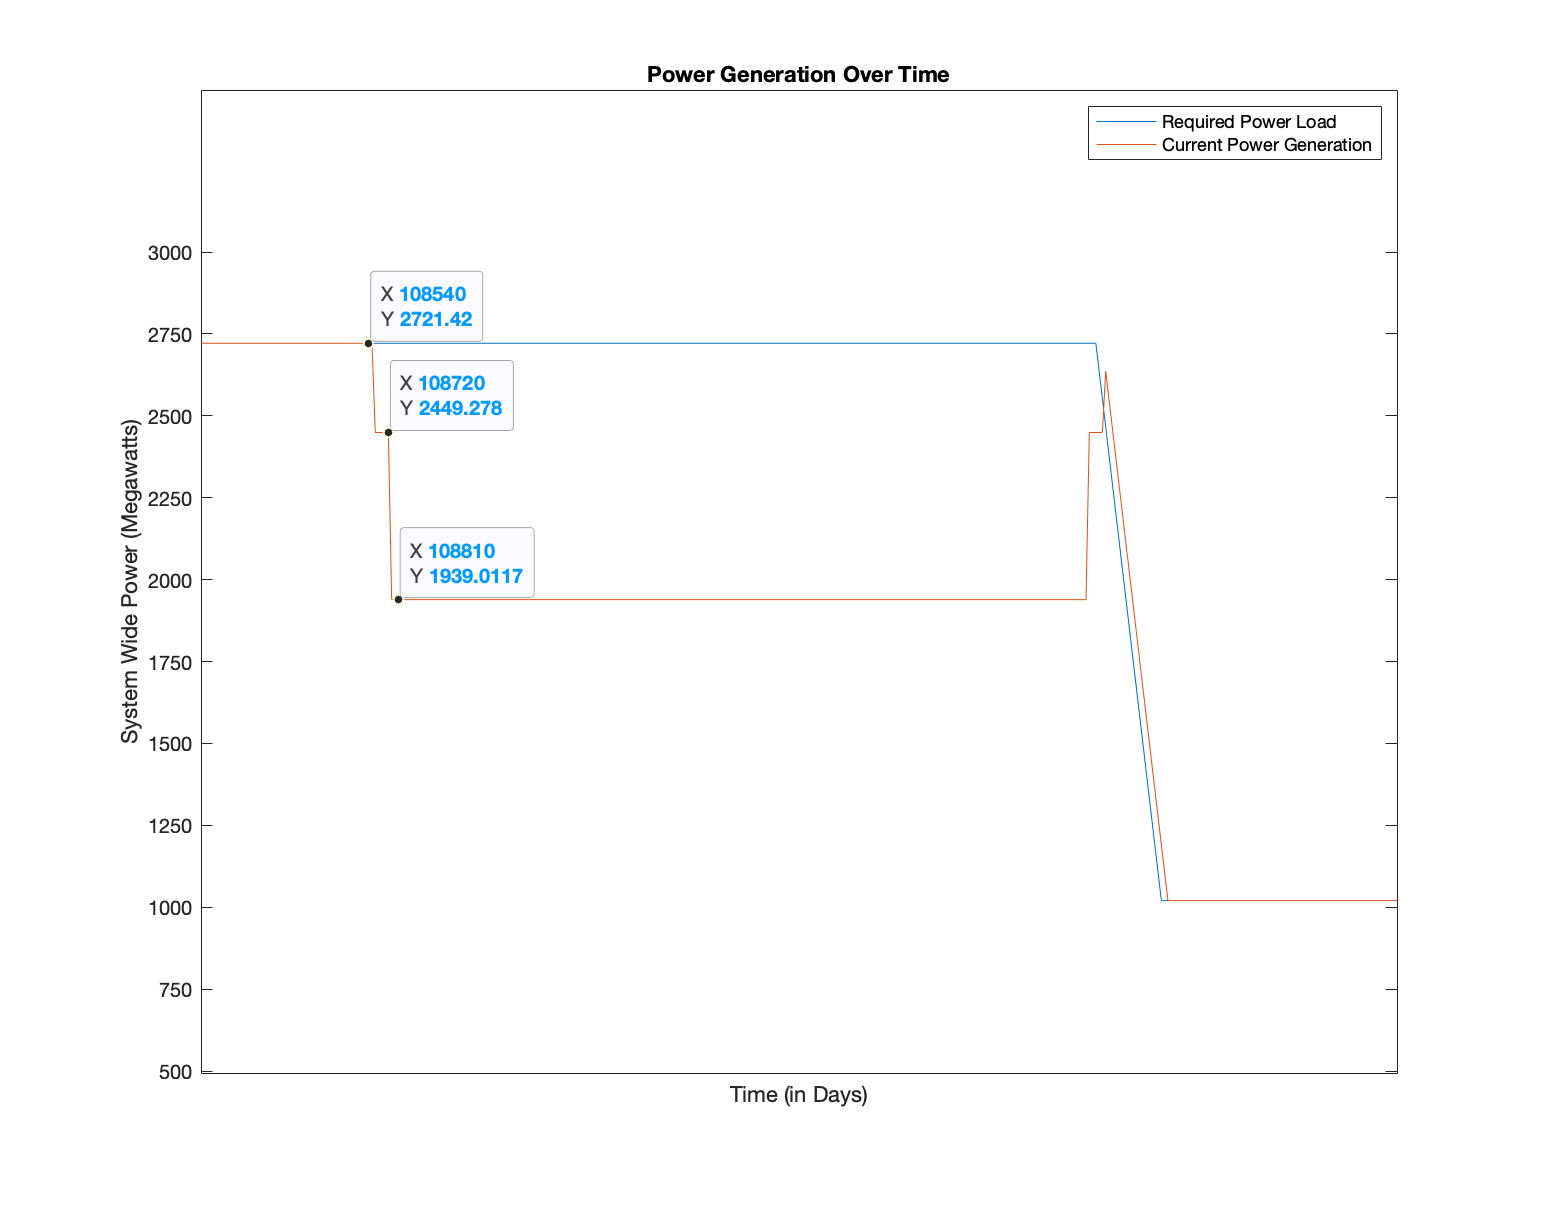 Power Generation Over Time
Required Power Load
Current Power Generation
3000
2750
2500
2250
2000
1750
1500
1250
1000
750
500
System Wide Power (Megawatts)
X 108540
Y 2721.42
X 108720
Y 2449.278
X 108810
Y 1939.0117
Time (in Days)